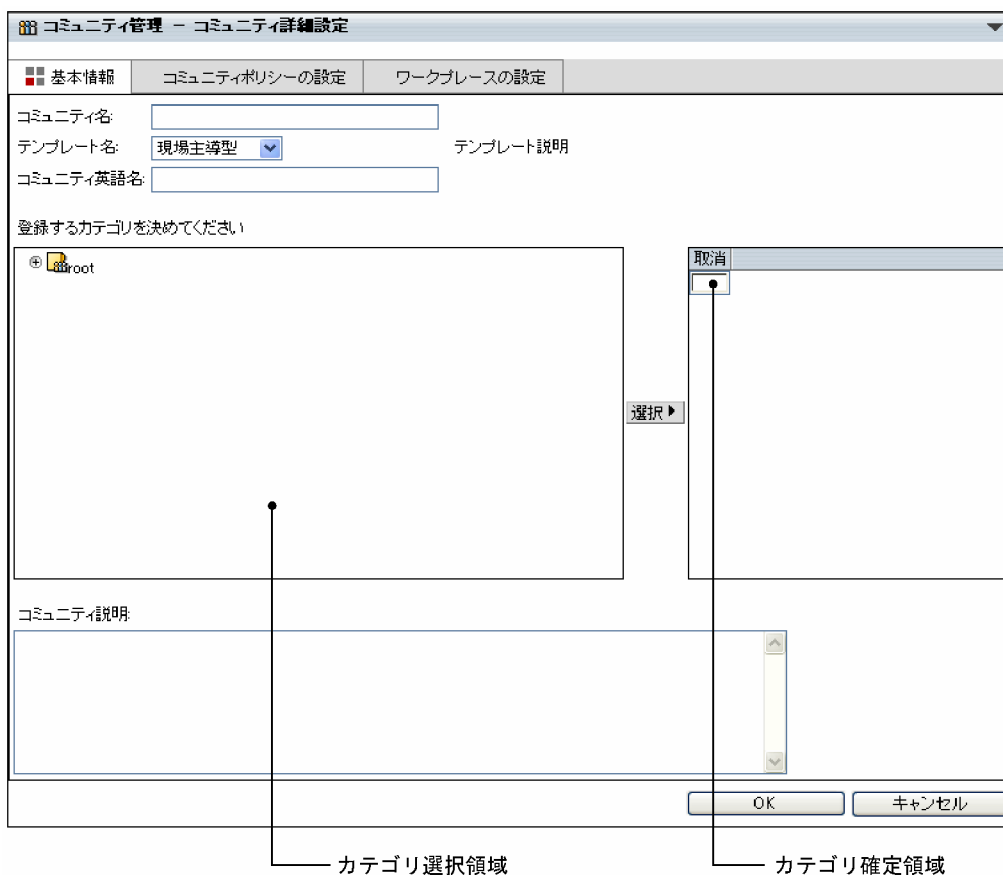 コミュニティ管理 － コミュニティ詳細設定
基本情報 コミュニティポリシーの設定 ワークプレースの設定
コミュニティ名:
テンプレート名: 現場主導型 テンプレート説明
コミュニティ英語名:
登録するカテゴリを決めてください
root
取消
選択
コミュニティ説明:
OK キャンセル
カテゴリ選択領域 カテゴリ確定領域